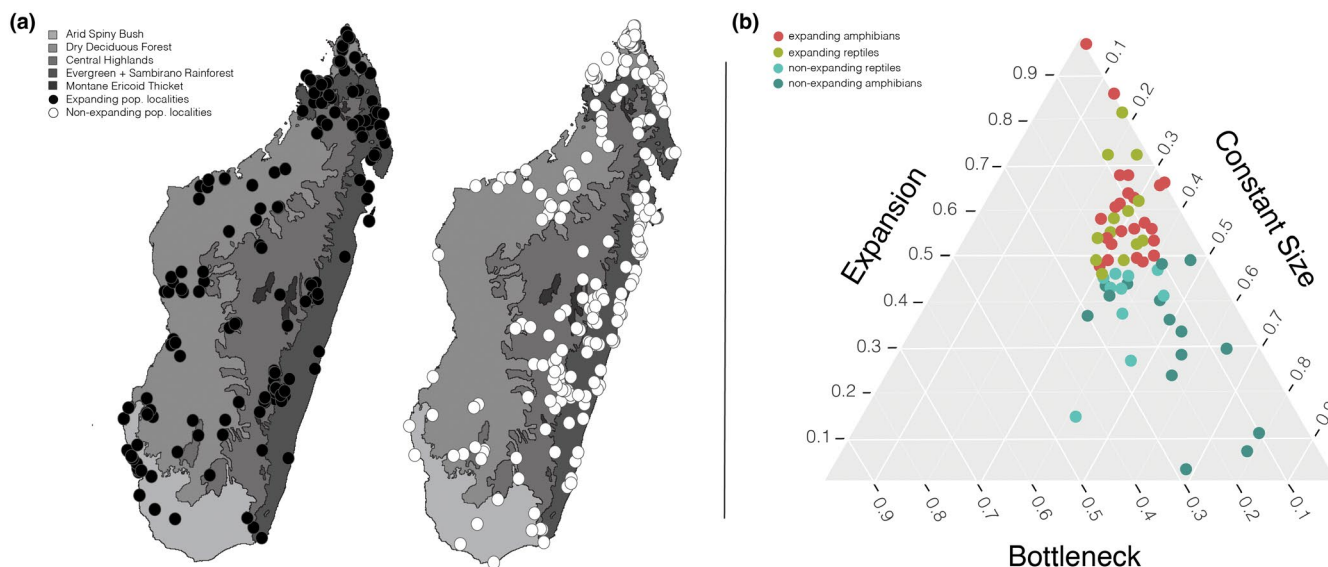 (a)
Arid Spiny Bush
Dry Deciduous Forest
Central Highlands
Evergreen + Sambirano Rainforest
Montane Ericoid Thicket
Expanding pop. localities
Non-expanding pop. localities
(b)
expanding amphibians
expanding reptiles
non-expanding reptiles
non-expanding amphibians
Expansion
0.9
0.8
0.7
0.6
0.5
0.4
0.3
0.2
0.1
Constant Size
0.1
0.2
0.3
0.4
0.5
0.6
0.7
0.8
0.9
0.9
0.8
0.7
0.6
0.5
0.4
0.3
0.2
0.1
Bottleneck